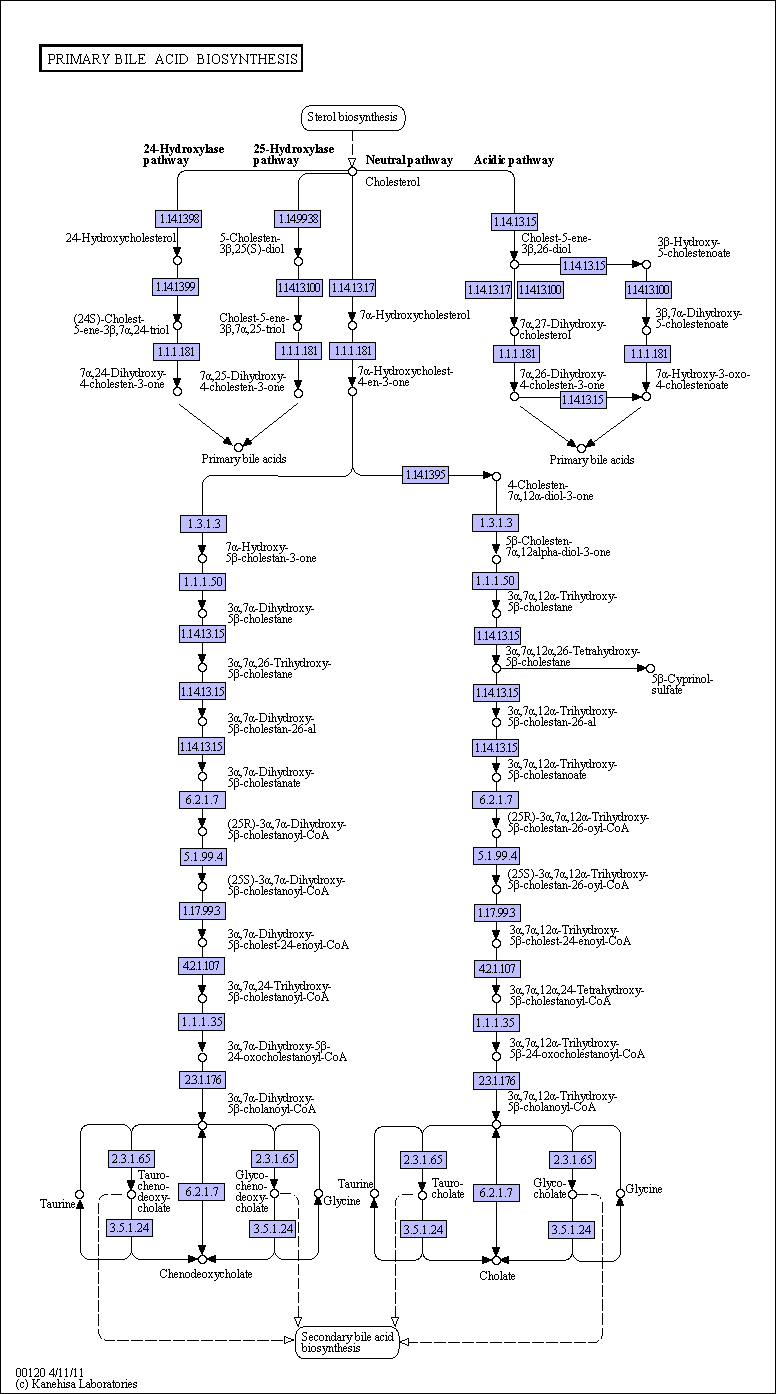 PRIMARY BILE ACID BIOSYNTHESIS
Sterol biosynthesis
24-Hydroxylase
pathway
25-Hydroxylase
pathway
Neutral pathway
Acidic pathway
Cholesterol
1.14.13.98
1.14.99.38
1.14.13.15
24-Hydroxycholesterol
5-Cholesten-
3β,25(S)-diol
Cholest-5-ene-
3β,26-diol
3β-Hydroxy-
5-cholestenoate
1.14.13.15
1.14.13.99
1.14.13.100
1.14.13.17
1.14.13.17
1.14.13.100
1.14.13.100
(24S)-Cholest-
5-ene-3β,7α,24-triol
Cholest-5-ene-
3β,7α,25-triol
7α-Hydroxycholesterol
7α,27-Dihydroxy-
cholesterol
3β,7α-Dihydroxy-
5-cholestenoate
1.1.1.181
1.1.1.181
1.1.1.181
1.1.1.181
1.1.1.181
7α,24-Dihydroxy-
4-cholesten-3-one
7α,25-Dihydroxy-
4-cholesten-3-one
7α-Hydroxycholest-
4-en-3-one
7α,26-Dihydroxy-
4-cholesten-3-one
7α-Hydroxy-3-oxo-
4-cholestenoate
1.14.13.15
Primary bile acids
Primary bile acids
1.14.13.95
4-Cholesten-
7α,12α-diol-3-one
1.3.1.3
1.3.1.3
7α-Hydroxy-
5β-cholestan-3-one
5β-Cholesten-
7α,12alpha-diol-3-one
1.1.1.50
1.1.1.50
3α,7α-Dihydroxy-
5β-cholestane
3α,7α,12α-Trihydroxy-
5β-cholestane
1.14.13.15
1.14.13.15
3α,7α,26-Trihydroxy-
5β-cholestane
3α,7α,12α,26-Tetrahydroxy-
5β-cholestane
5β-Cyprinol-
sulfate
1.14.13.15
1.14.13.15
3α,7α-Dihydroxy-
5β-cholestan-26-al
3α,7α,12α-Trihydroxy-
5β-cholestan-26-al
1.14.13.15
1.14.13.15
3α,7α-Dihydroxy-
5β-cholestanate
3α,7α,12α-Trihydroxy-
5β-cholestanoate
6.2.1.7
6.2.1.7
(25R)-3α,7α-Dihydroxy-
5β-cholestanoyl-CoA
(25R)-3α,7α,12α-Trihydroxy-
5β-cholestan-26-oyl-CoA
5.1.99.4
5.1.99.4
(25S)-3α,7α-Dihydroxy-
5β-cholestanoyl-CoA
(25S)-3α,7α,12α-Trihydroxy-
5β-cholestan-26-oyl-CoA
1.17.99.3
1.17.99.3
3α,7α-Dihydroxy-
5β-cholest-24-enoyl-CoA
3α,7α,12α-Trihydroxy-
5β-cholest-24-enoyl-CoA
4.2.1.107
4.2.1.107
3α,7α,24-Trihydroxy-
5β-cholestanoyl-CoA
3α,7α,12α,24-Tetrahydroxy-
5β-cholestanoyl-CoA
1.1.1.35
1.1.1.35
3α,7α-Dihydroxy-5β-
24-oxocholestanoyl-CoA
3α,7α,12α-Trihydroxy-
5β-24-oxocholestanoyl-CoA
2.3.1.176
2.3.1.176
3α,7α-Dihydroxy-
5β-cholanoyl-CoA
3α,7α,12α-Trihydroxy-
5β-cholanoyl-CoA
2.3.1.65
2.3.1.65
2.3.1.65
2.3.1.65
Taurine
Tauro-
cheno-
deoxy-
cholate
6.2.1.7
Glyco-
cheno-
deoxy-
cholate
Glycine
Taurine
Tauro-
cholate
6.2.1.7
Glyco-
cholate
Glycine
3.5.1.24
3.5.1.24
3.5.1.24
3.5.1.24
Chenodeoxycholate
Cholate
Secondary bile acid
biosynthesis
00120 4/11/11
(c) Kanehisa Laboratories